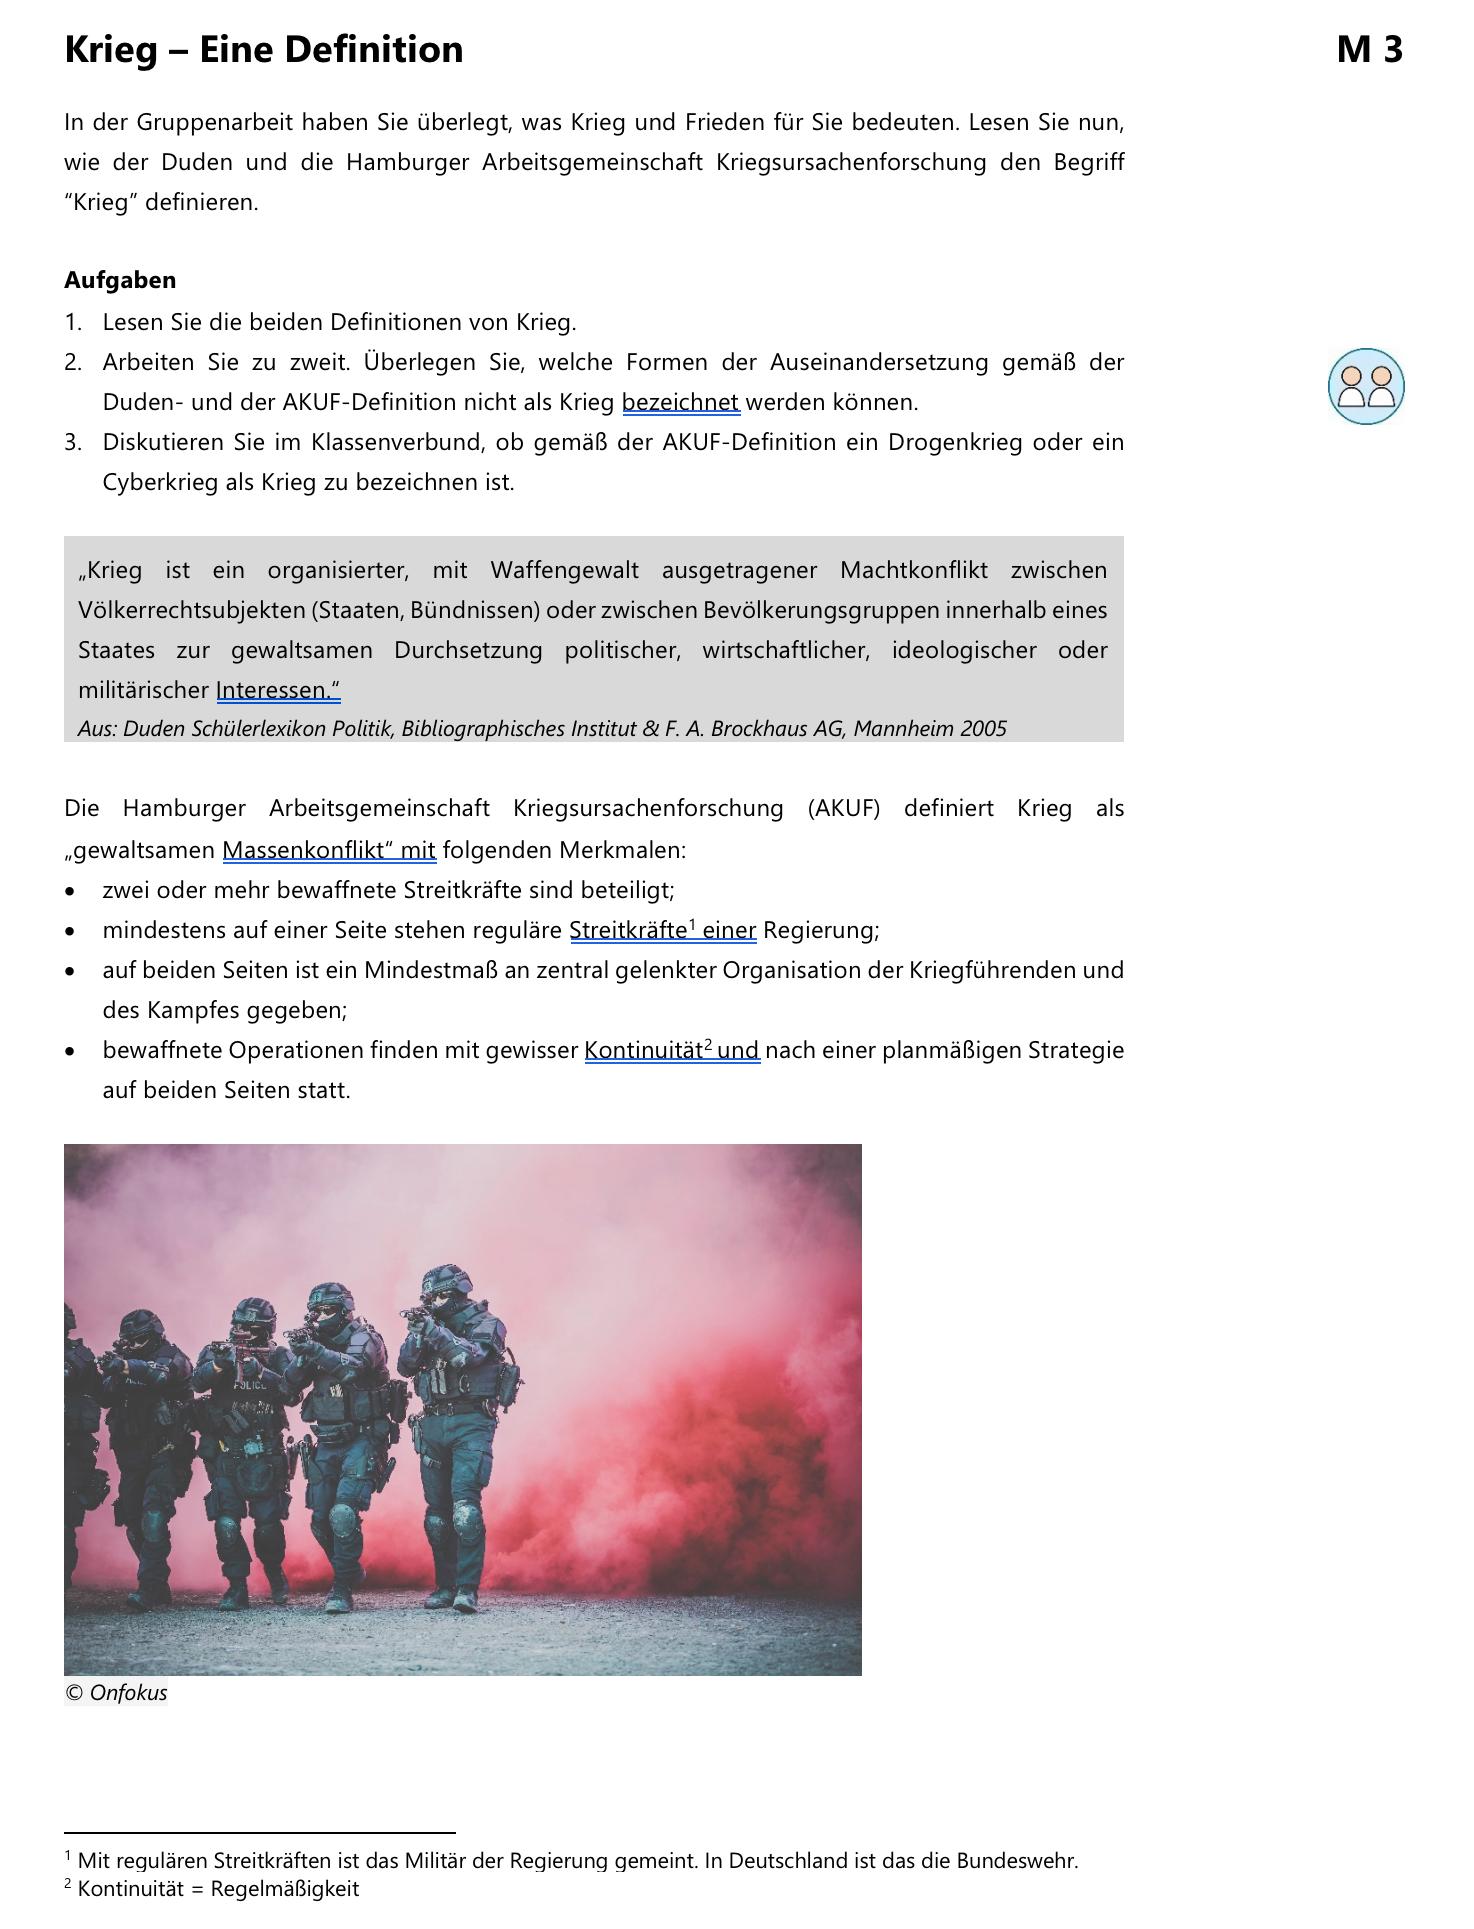 Krieg – Eine Definition
M 3
In der Gruppenarbeit haben Sie überlegt, was Krieg und Frieden für Sie bedeuten. Lesen Sie nun,
wie der Duden und die Hamburger Arbeitsgemeinschaft Kriegsursachenforschung den Begriff
“Krieg” definieren.
Aufgaben
1. Lesen Sie die beiden Definitionen von Krieg.
2. Arbeiten Sie zu zweit. Überlegen Sie, welche Formen der Auseinandersetzung gemäß der
Duden- und der AKUF-Definition nicht als Krieg bezeichnet werden können.
3. Diskutieren Sie im Klassenverbund, ob gemäß der AKUF-Definition ein Drogenkrieg oder ein
Cyberkrieg als Krieg zu bezeichnen ist.
„Krieg ist ein organisierter, mit Waffengewalt ausgetragener Machtkonflikt zwischen
Völkerrechtsubjekten (Staaten, Bündnissen) oder zwischen Bevölkerungsgruppen innerhalb eines
Staates zur gewaltsamen Durchsetzung politischer, wirtschaftlicher, ideologischer oder
militärischer Interessen.“
Aus: Duden Schülerlexikon Politik, Bibliographisches Institut & F. A. Brockhaus AG, Mannheim 2005
Die Hamburger Arbeitsgemeinschaft Kriegsursachenforschung (AKUF) definiert Krieg als
„gewaltsamen Massenkonflikt“ mit folgenden Merkmalen:
• zwei oder mehr bewaffnete Streitkräfte sind beteiligt;
• mindestens auf einer Seite stehen reguläre Streitkräfte¹ einer Regierung;
• auf beiden Seiten ist ein Mindestmaß an zentral gelenkter Organisation der Kriegführenden und
des Kampfes gegeben;
• bewaffnete Operationen finden mit gewisser Kontinuität² und nach einer planmäßigen Strategie
auf beiden Seiten statt.
POLICE
© Onfokus
¹ Mit regulären Streitkräften ist das Militär der Regierung gemeint. In Deutschland ist das die Bundeswehr.
² Kontinuität = Regelmäßigkeit